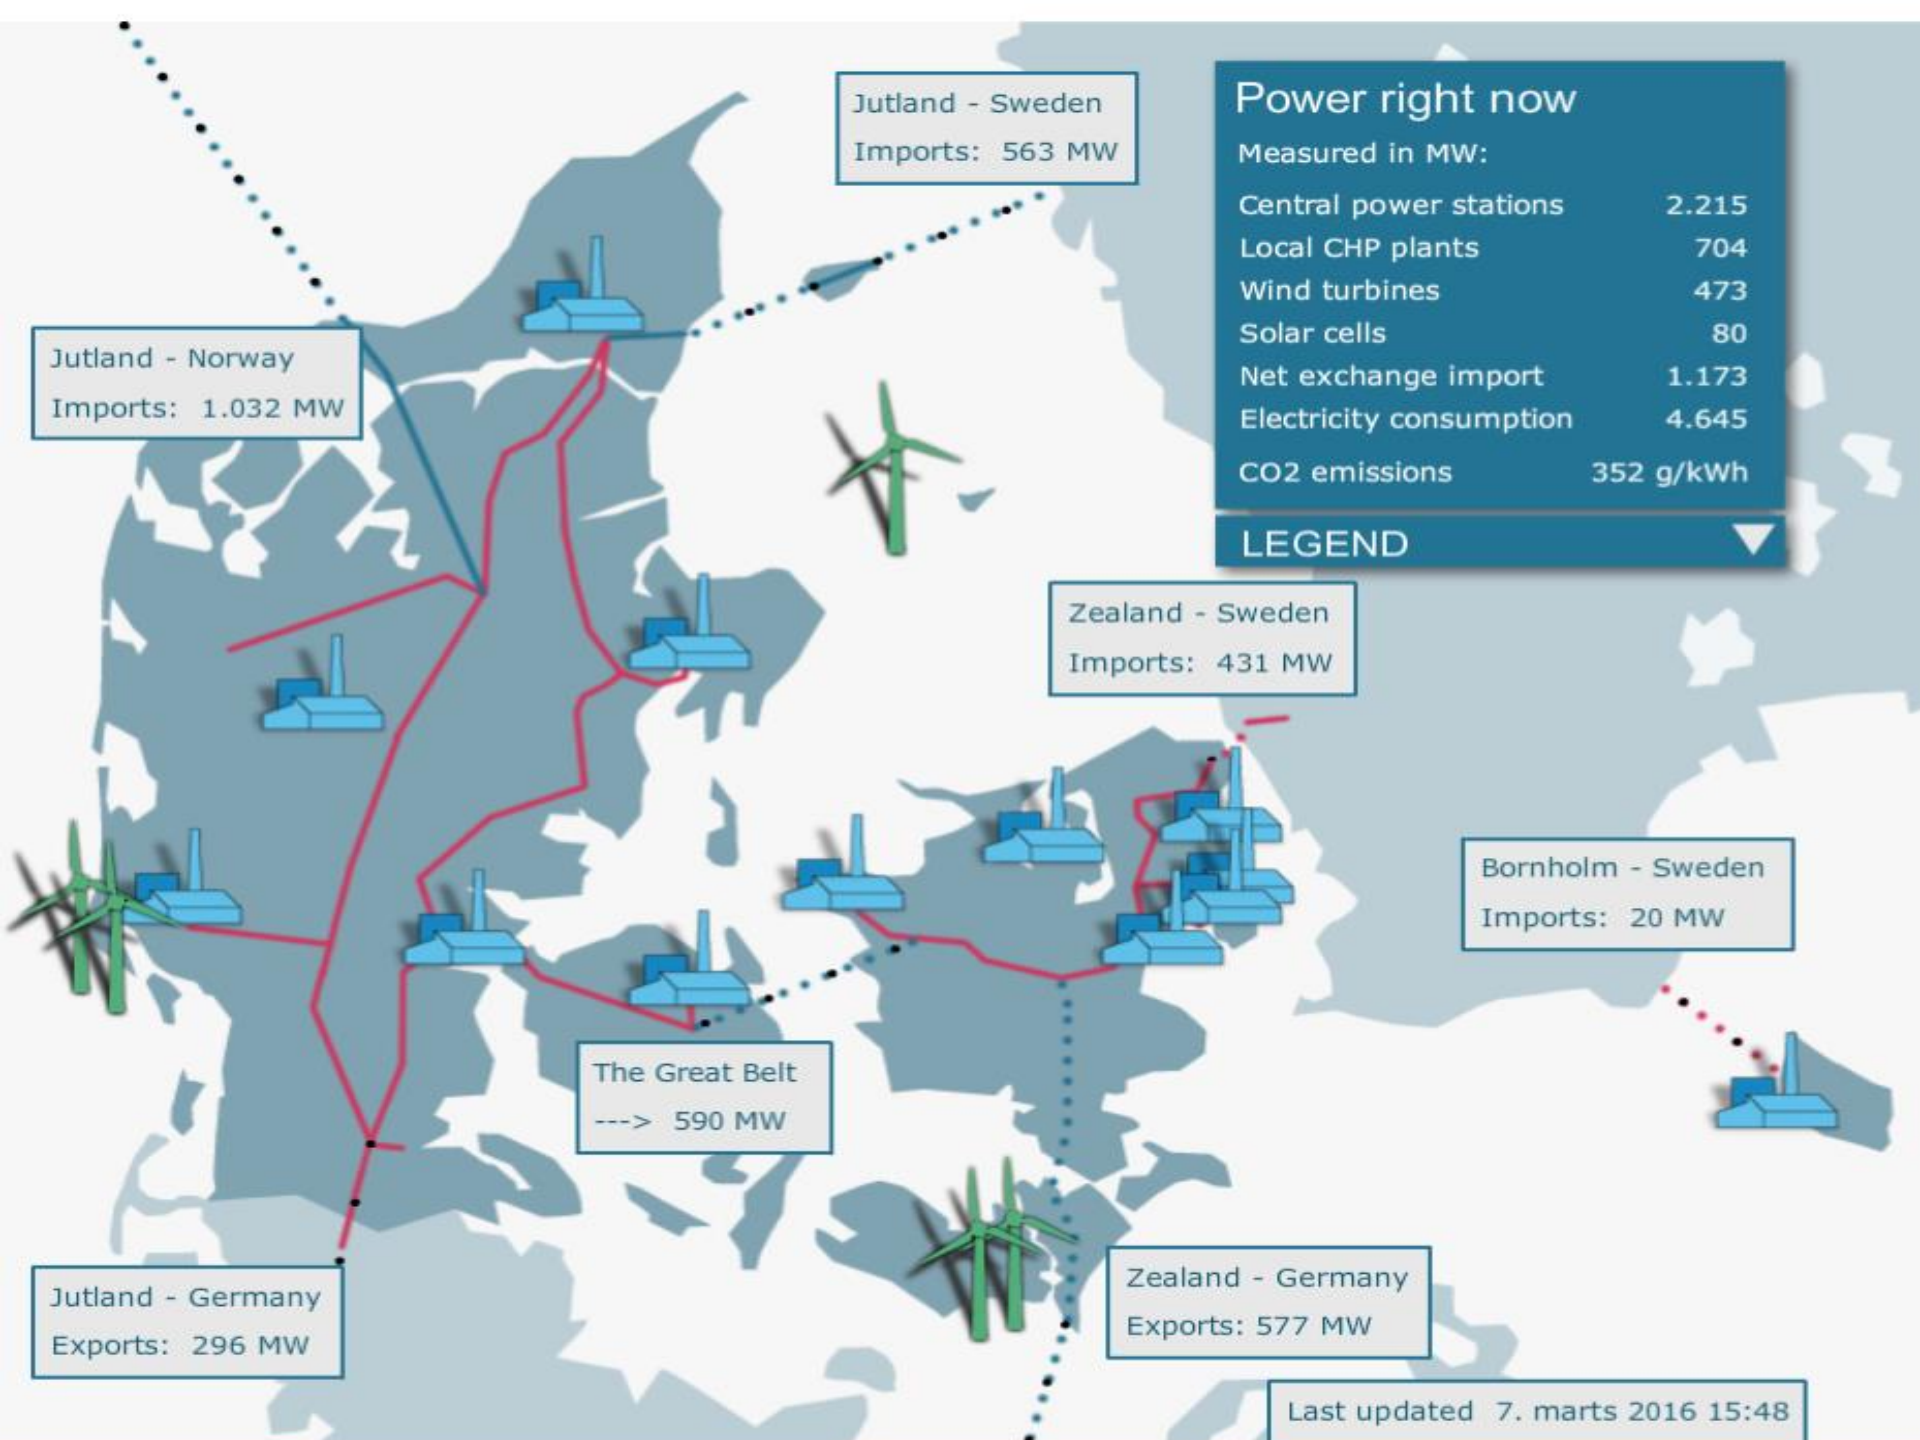 Jutland - Sweden
Imports: 563 MW
Power right now
Measured in MW:
Central power stations 2.215
Local CHP plants 704
Wind turbines 473
Solar cells 80
Net exchange import 1.173
Electricity consumption 4.645
CO2 emissions 352 g/kWh
LEGEND
Jutland - Norway
Imports: 1.032 MW
Zealand - Sweden
Imports: 431 MW
Bornholm - Sweden
Imports: 20 MW
The Great Belt
---> 590 MW
Jutland - Germany
Exports: 296 MW
Zealand - Germany
Exports: 577 MW
Last updated 7. marts 2016 15:48